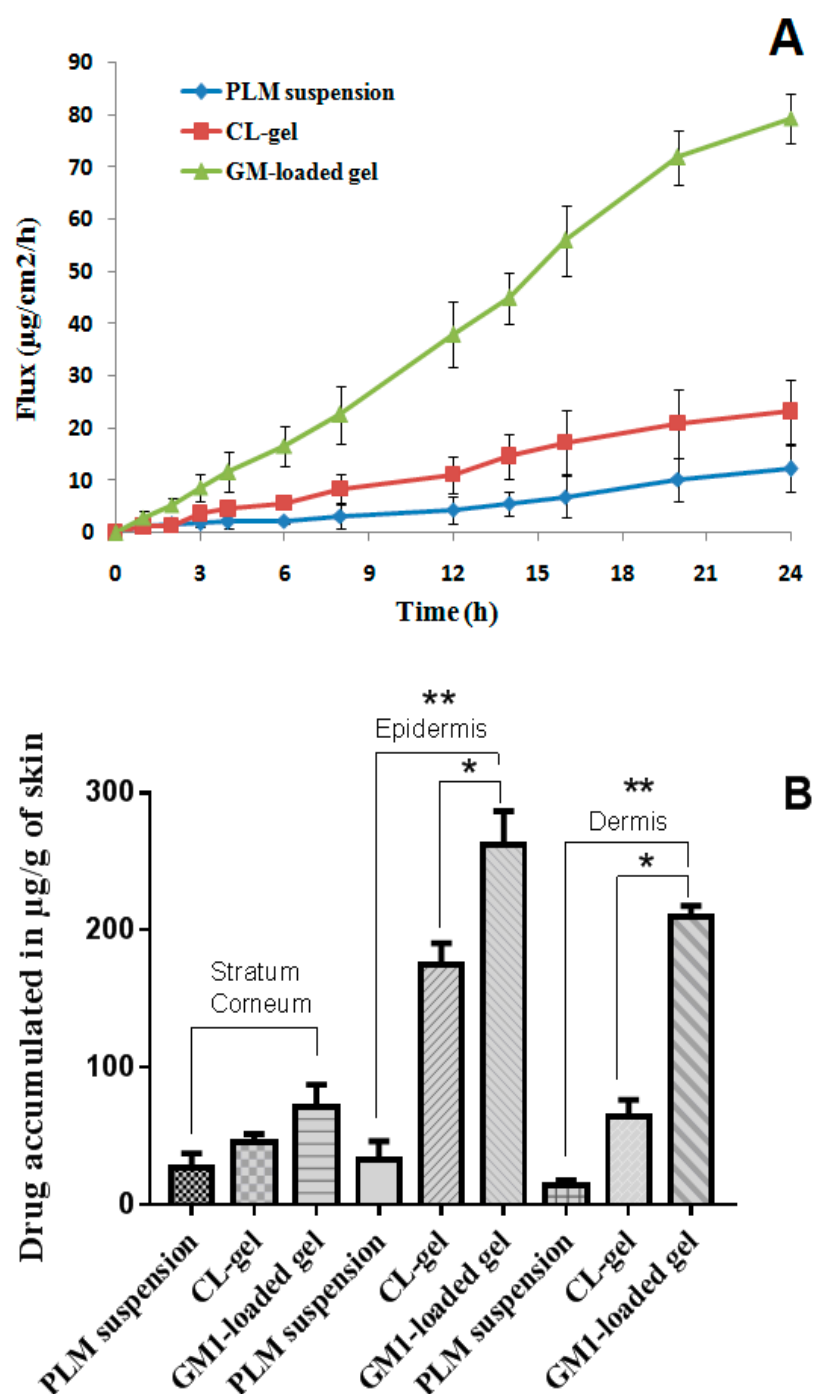 A
90
80
70
60
50
40
30
20
10
0
Flux (µg/cm2/h)
PLM suspension
CL-gel
GM-loaded gel
0 3 6 9 12 15 18 21 24
Time (h)
B
Drug accumulated in µg/g of skin
300
200
100
0
Stratum
Corneum
**
Epidermis
*
**
Dermis
*
PLM suspension
CL-gel
GM1-loaded gel
PLM suspension
CL-gel
GM1-loaded gel
PLM suspension
CL-gel
GM1-loaded gel